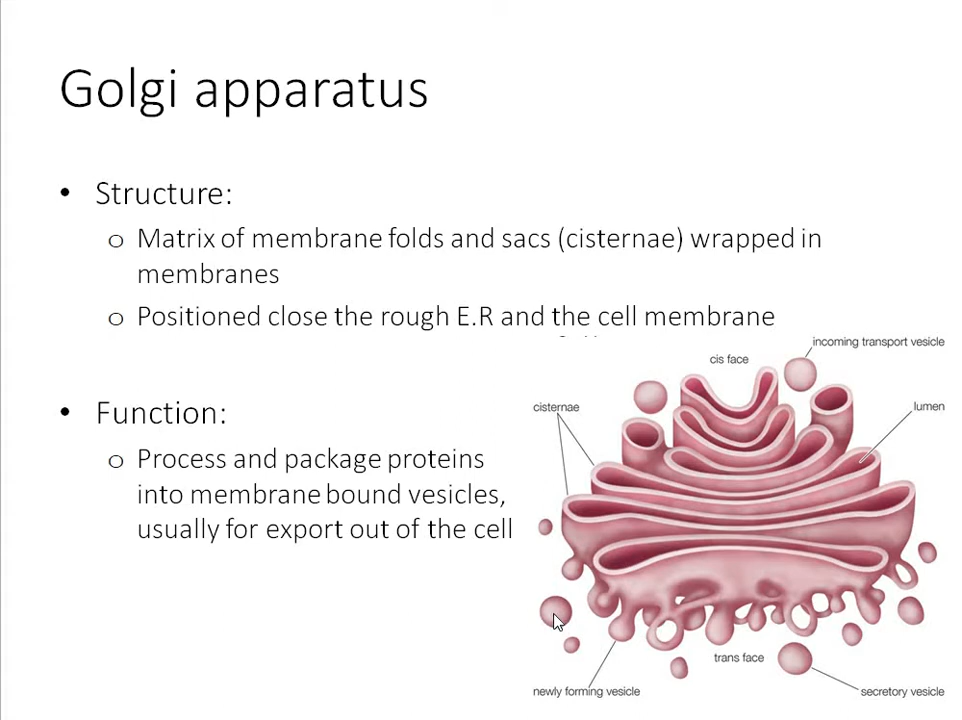 Golgi apparatus
• Structure:
o Matrix of membrane folds and sacs (cisternae) wrapped in
membranes
o Positioned close the rough E.R and the cell membrane
incoming transport vesicle
cis face
cisternae
lumen
• Function:
o Process and package proteins
into membrane bound vesicles,
usually for export out of the cell
trans face
newly forming vesicle
secretory vesicle